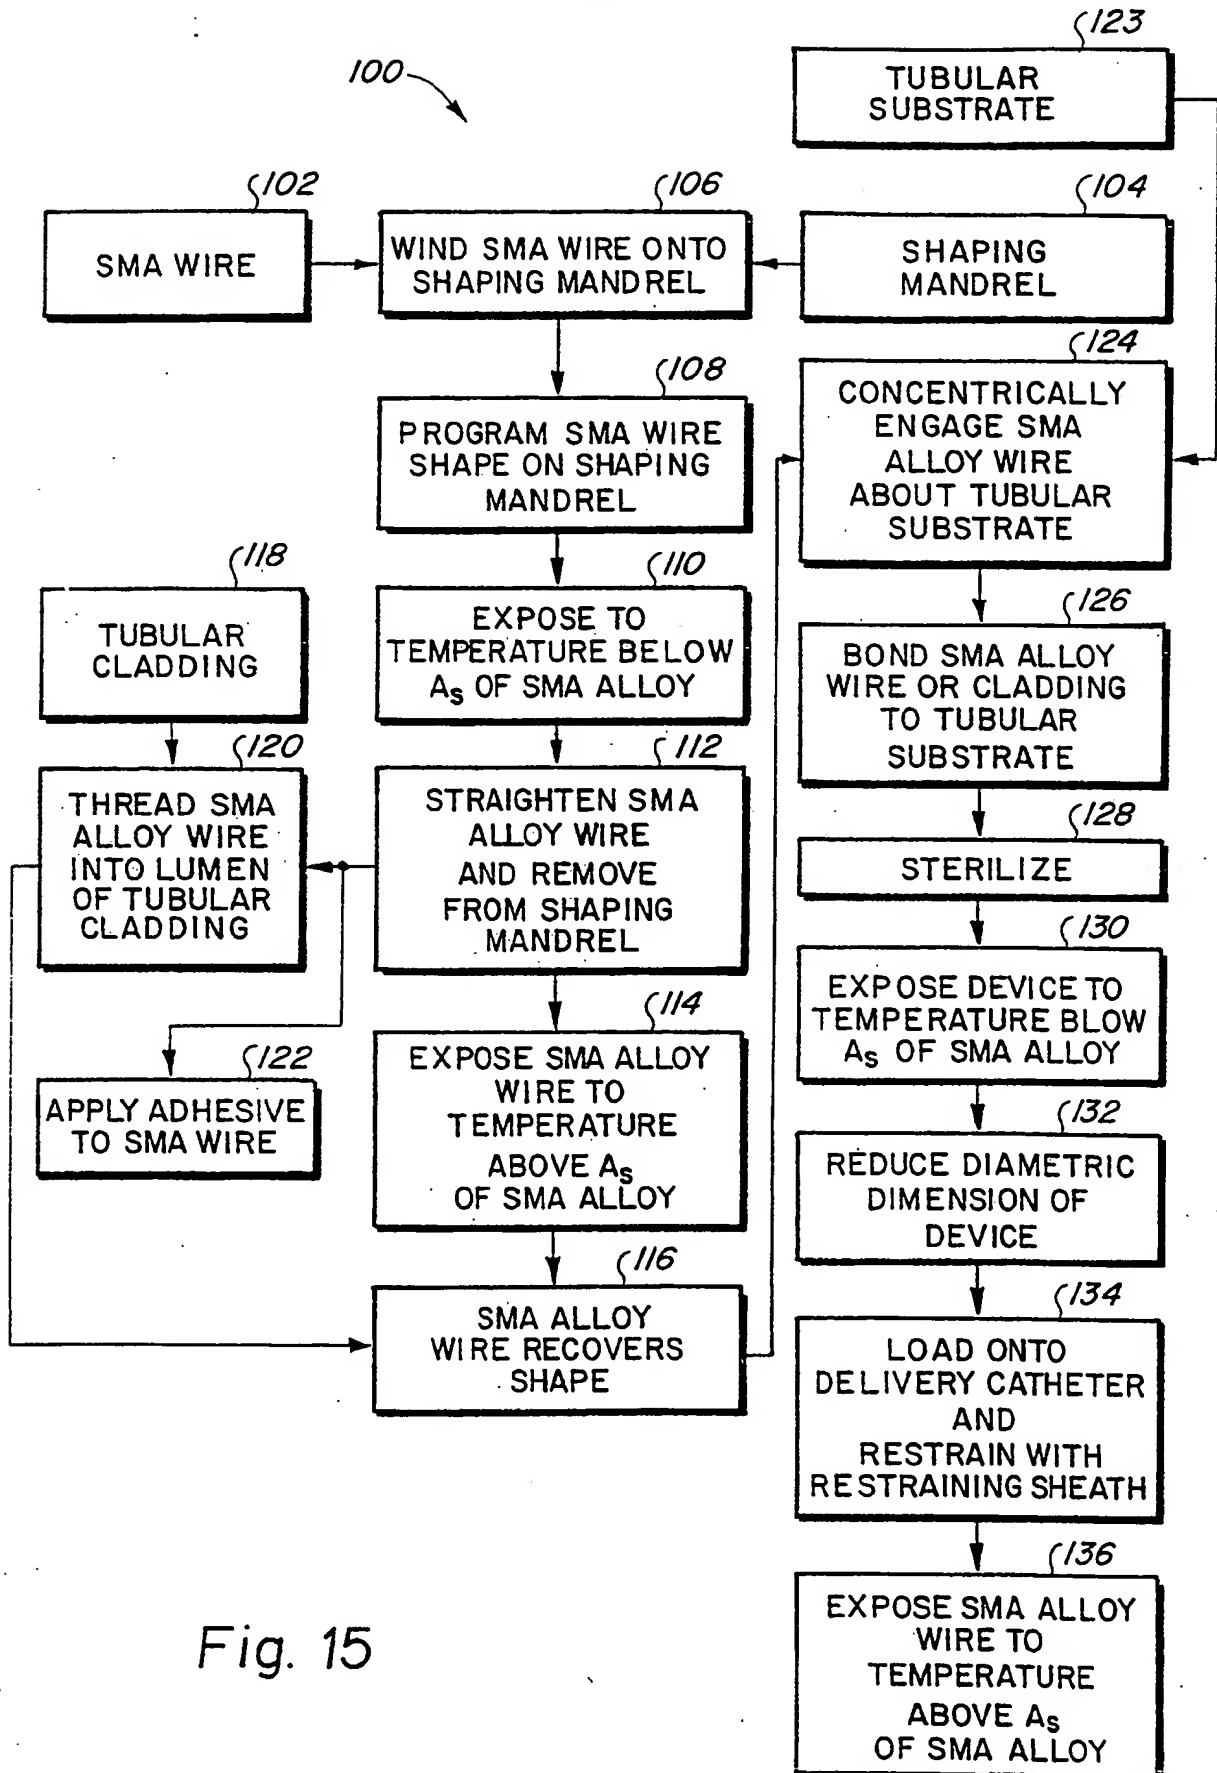 100
123
TUBULAR
SUBSTRATE
102
SMA WIRE
106
WIND SMA WIRE ONTO
SHAPING MANDREL
104
SHAPING
MANDREL
108
PROGRAM SMA WIRE
SHAPE ON SHAPING
MANDREL
110
EXPOSE TO
TEMPERATURE BELOW
As OF SMA ALLOY
118
TUBULAR
CLADDING
120
THREAD SMA
ALLOY WIRE
INTO LUMEN
OF TUBULAR
CLADDING
112
STRAIGHTEN SMA
ALLOY WIRE
AND REMOVE
FROM SHAPING
MANDREL
122
APPLY ADHESIVE
TO SMA WIRE
114
EXPOSE SMA ALLOY
WIRE TO
TEMPERATURE
ABOVE As
OF SMA ALLOY
116
SMA ALLOY
WIRE RECOVERS
SHAPE
124
CONCENTRICALLY
ENGAGE SMA
ALLOY WIRE
ABOUT TUBULAR
SUBSTRATE
126
BOND SMA ALLOY
WIRE OR CLADDING
TO TUBULAR
SUBSTRATE
128
STERILIZE
130
EXPOSE DEVICE TO
TEMPERATURE BLOW
As OF SMA ALLOY
132
REDUCE DIAMETRIC
DIMENSION OF
DEVICE
134
LOAD ONTO
DELIVERY CATHETER
AND
RESTRAIN WITH
RESTRAINING SHEATH
136
EXPOSE SMA ALLOY
WIRE TO
TEMPERATURE
ABOVE As
OF SMA ALLOY
Fig. 15